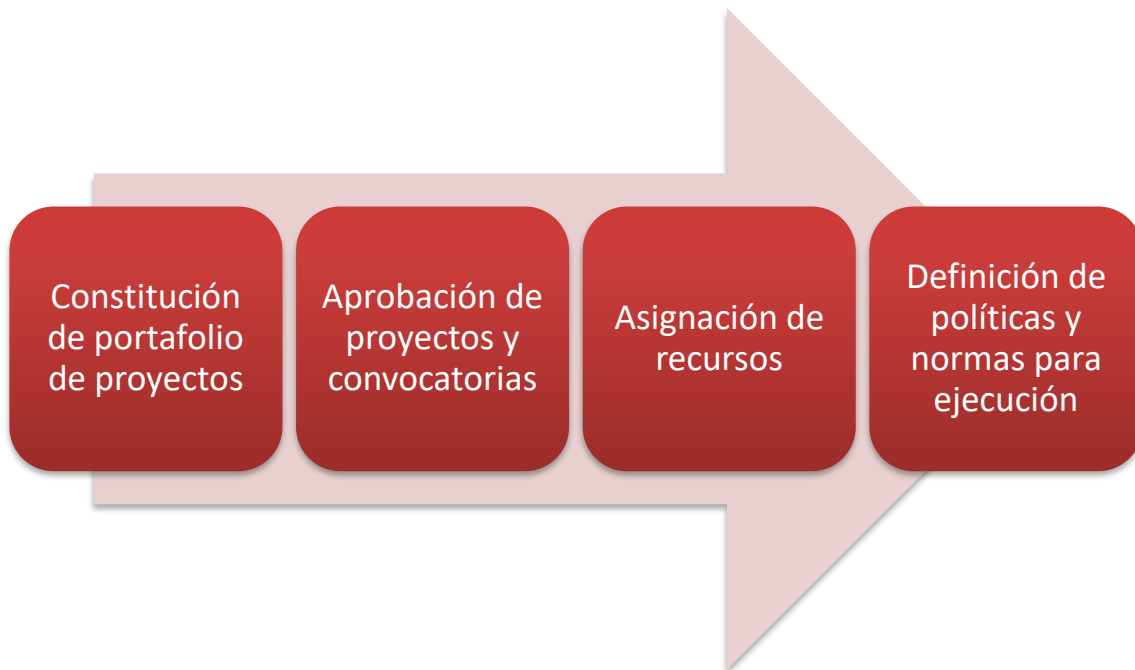 Constitución
de portafolio
de proyectos
Aprobación de
proyectos y
convocatorias
Asignación de
recursos
Definición de
políticas y
normas para
ejecución